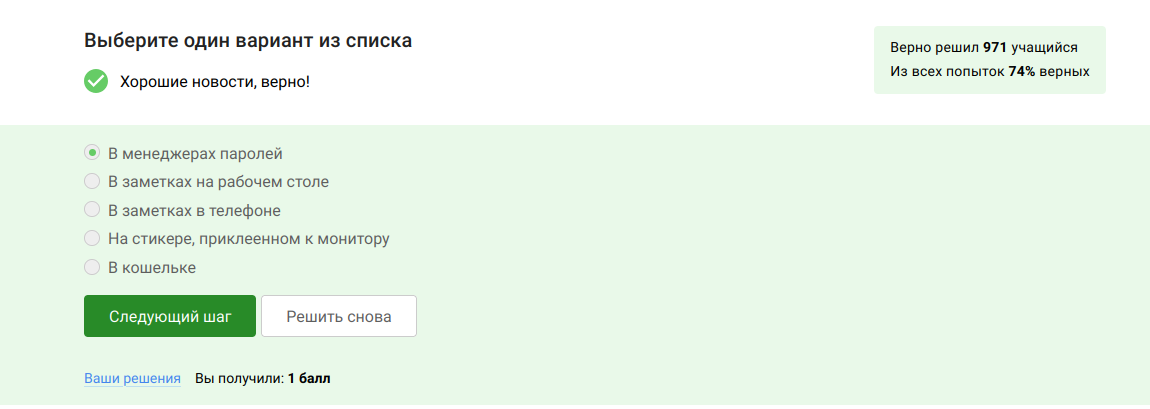 Выберите один вариант из списка
Верно решил 971 учащийся
Из всех попыток 74% верных
Хорошие новости, верно!
В менеджерах паролей
В заметках на рабочем столе
В заметках в телефоне
На стикере, приклеенном к монитору
В кошельке
Следующий шаг
Решить снова
Ваши решения Вы получили: 1 балл